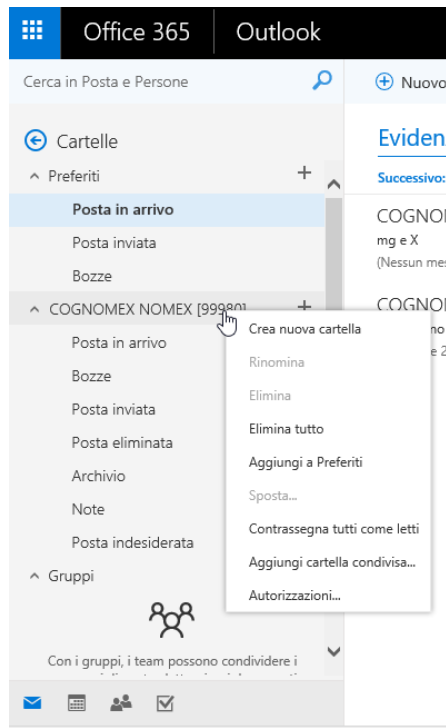 Office 365 Outlook
Cerca in Posta e Persone
Nuovo
Cartelle
Preferiti
Posta in arrivo
Posta inviata
Bozze
COGNOMEX NOMEX [99980]
Posta in arrivo
Bozze
Posta inviata
Posta eliminata
Archivio
Note
Posta indesiderata
Gruppi
Con i gruppi, i team possono condividere i
Eviden
Successivo:
COGNO
mg e X
(Nessun mes
COGNO
Crea nuova cartella
Rinomina
Elimina
Elimina tutto
Aggiungi a Preferiti
Sposta...
Contrassegna tutti come letti
Aggiungi cartella condivisa...
Autorizzazioni...